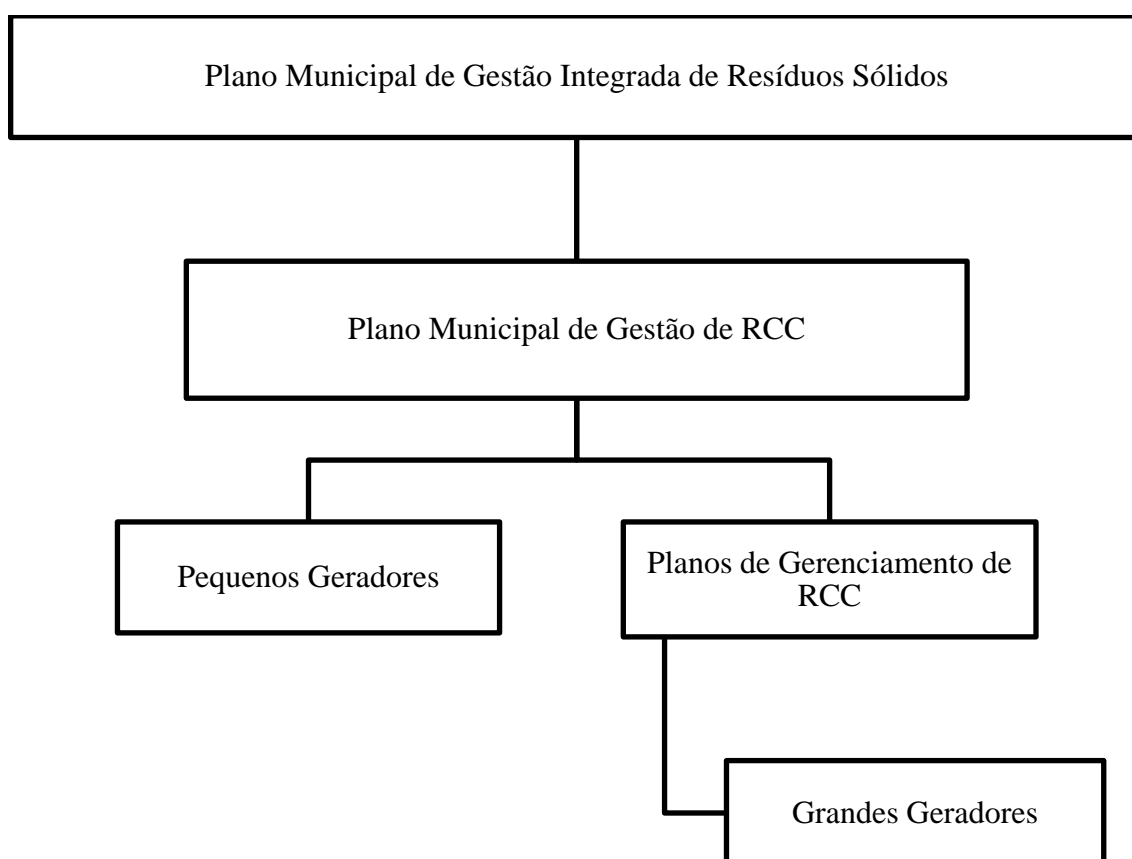 Plano Municipal de Gestão Integrada de Resíduos Sólidos
Plano Municipal de Gestão de RCC
Pequenos Geradores
Planos de Gerenciamento de
RCC
Grandes Geradores